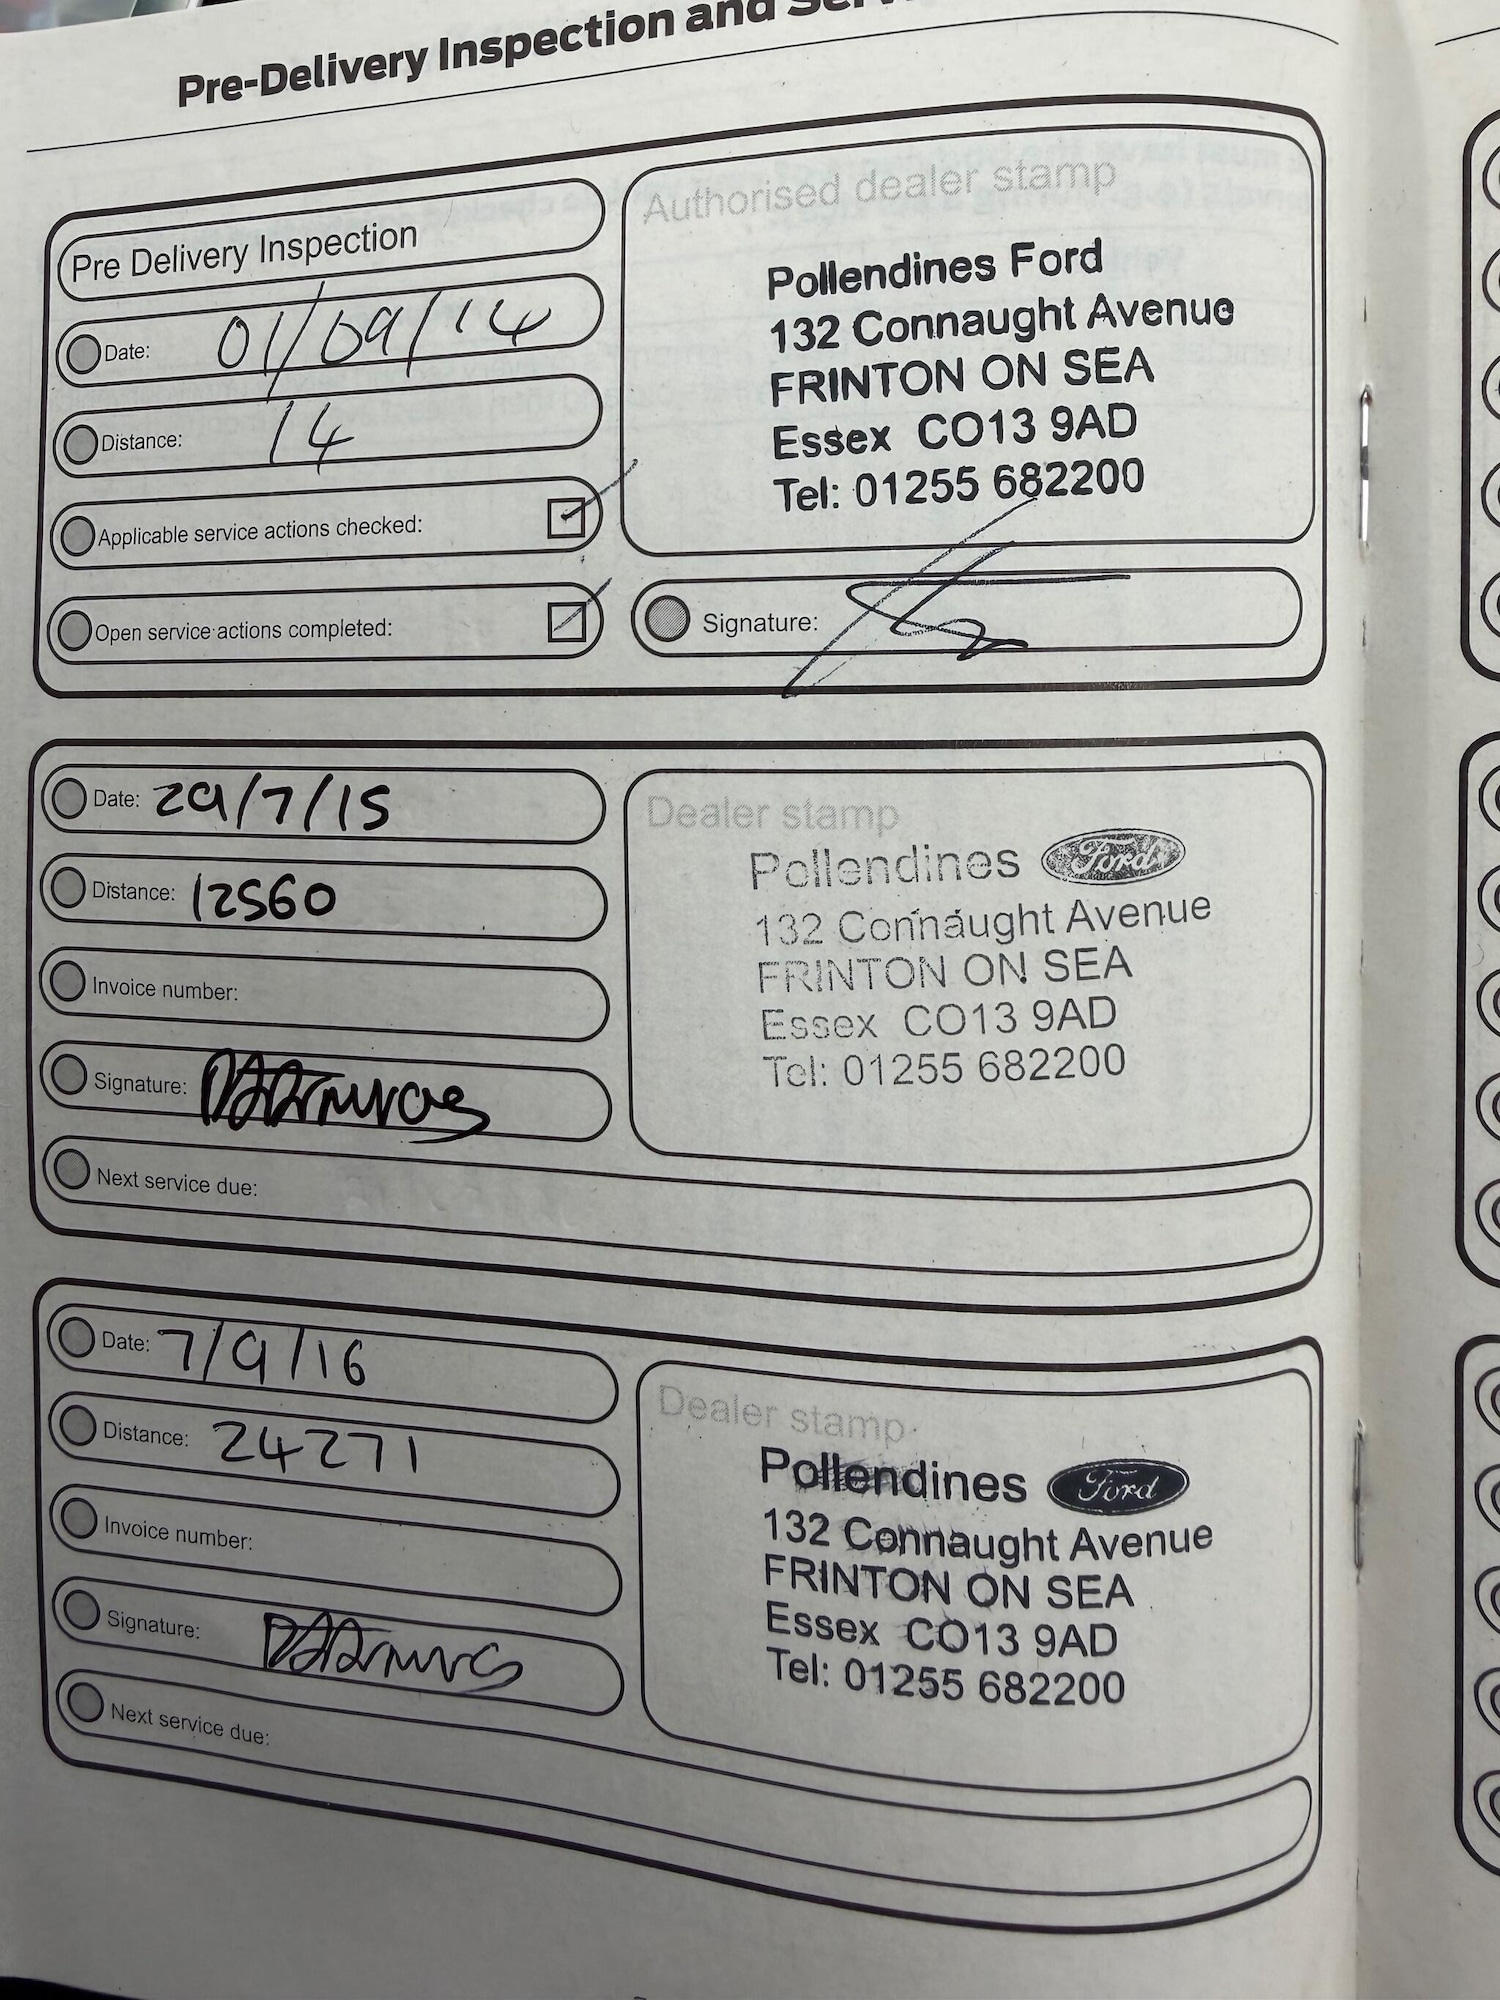 Pre-Delivery Inspection and
Pre Delivery Inspection
Date: 01/09/14
Distance: 14
Applicable service actions checked:
Open service actions completed:
Authorised dealer stamp
Pollendines Ford
132 Connaught Avenue
FRINTON ON SEA
Essex CO13 9AD
Tel: 01255 682200
Signature:
Date: 29/7/15
Distance: 12560
Invoice number:
Signature:
Next service due:
Dealer stamp
Pollendines Ford
132 Connaught Avenue
FRINTON ON SEA
Essex CO13 9AD
Tel: 01255 682200
Date: 7/9/16
Distance: 24271
Invoice number:
Signature:
Next service due:
Dealer stamp
Pollendines Ford
132 Connaught Avenue
FRINTON ON SEA
Essex CO13 9AD
Tel: 01255 682200